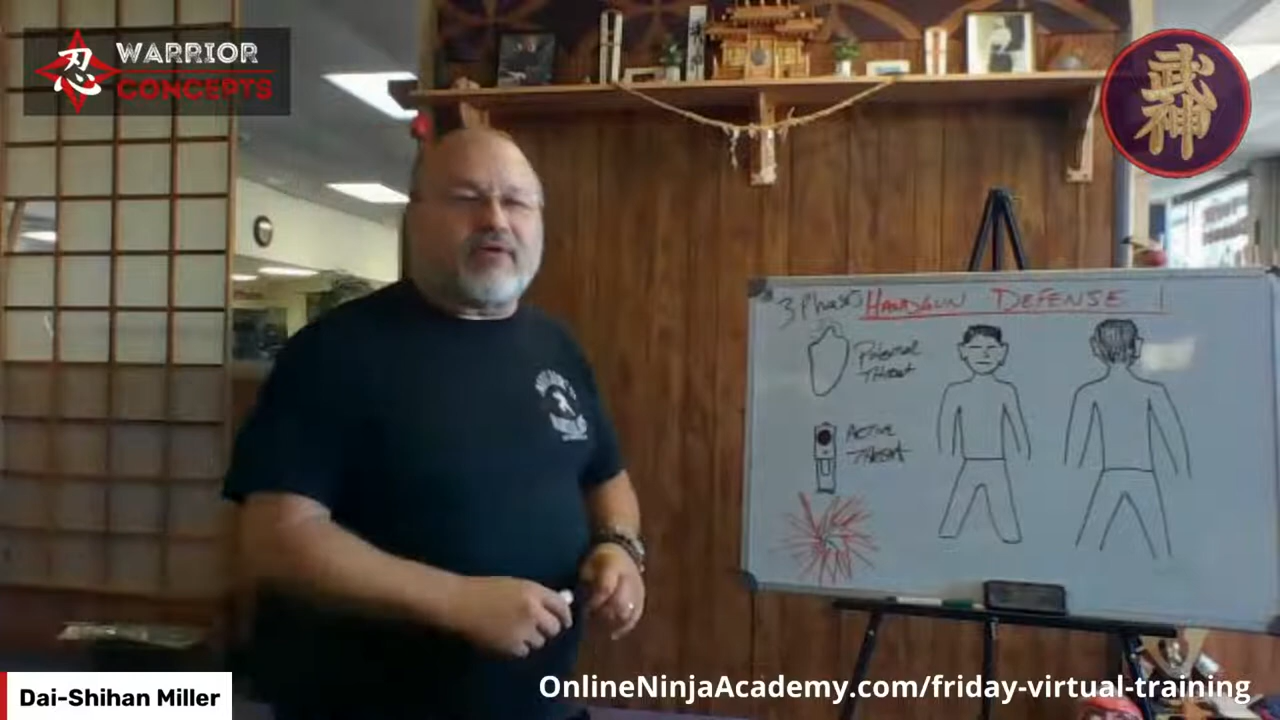 忍
WARRIOR
CONCEPTS
武神
3 Phases HANDGUN DEFENSE
Potential
Threat
Active
Threat
Dai-Shihan Miller
OnlineNinjaAcademy.com/friday-virtual-training